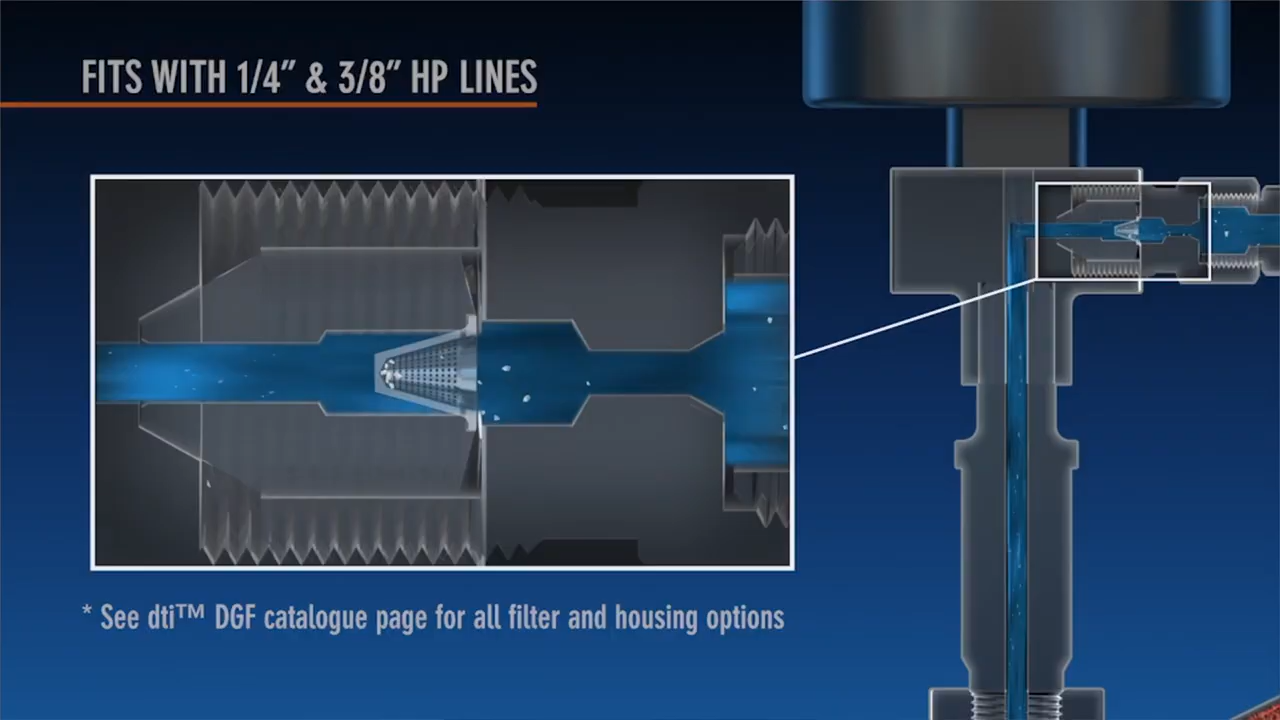 FITS WITH 1/4″ & 3/8″ HP LINES
* See dti™ DGF catalogue page for all filter and housing options